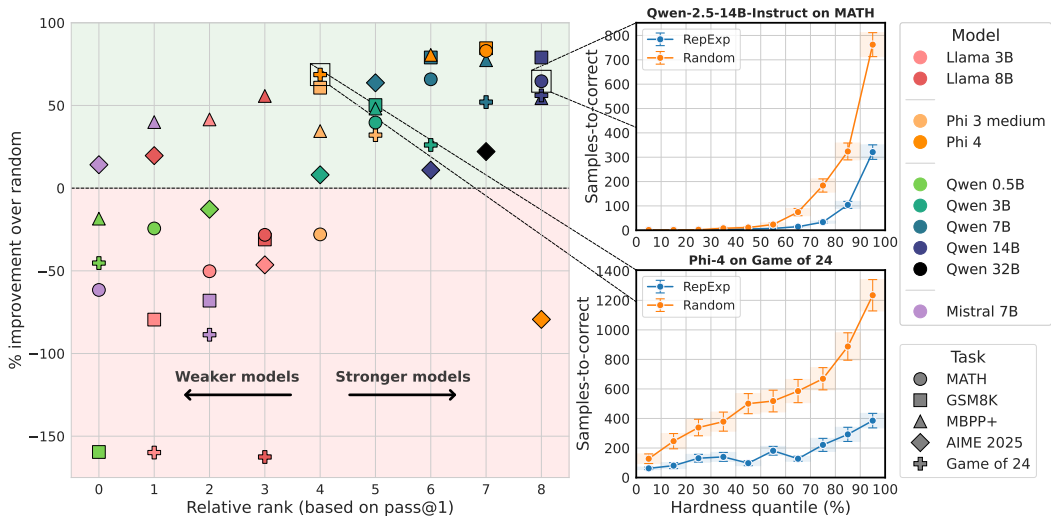 % improvement over random
100
50
0
−50
−100
−150
Weaker models
Stronger models
0 1 2 3 4 5 6 7 8
Relative rank (based on pass@1)
Qwen-2.5-14B-Instruct on MATH
Samples-to-correct
800
700
600
500
400
300
200
100
0
RepExp
Random
0 10 20 30 40 50 60 70 80 90 100
Phi-4 on Game of 24
Samples-to-correct
1400
1200
1000
800
600
400
200
0
RepExp
Random
0 10 20 30 40 50 60 70 80 90 100
Hardness quantile (%)
Model
Llama 3B
Llama 8B
Phi 3 medium
Phi 4
Qwen 0.5B
Qwen 3B
Qwen 7B
Qwen 14B
Qwen 32B
Mistral 7B
Task
MATH
GSM8K
MBPP+
AIME 2025
Game of 24